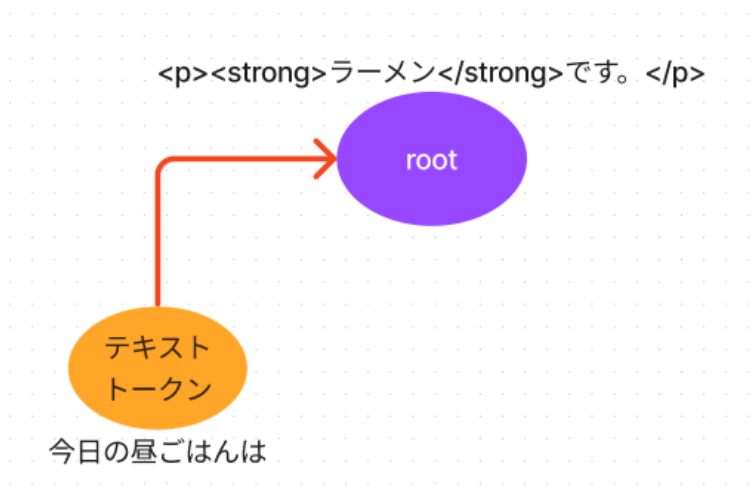 <p><strong>ラーメン</strong>です。</p>
root
テキスト
トークン
今日の昼ごはんは